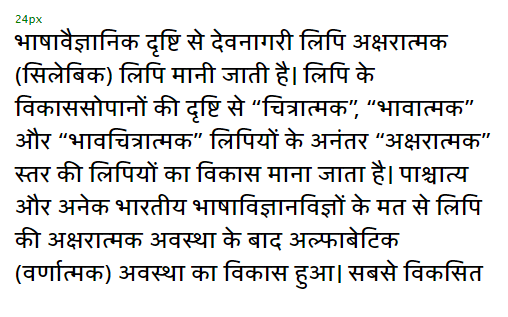 24px
भाषावैज्ञानिक दृष्टि से देवनागरी लिपि अक्षरात्मक
(सिलेबिक) लिपि मानी जाती है। लिपि के
विकाससोपानों की दृष्टि से “चित्रात्मक”, “भावात्मक”
और “भावचित्रात्मक” लिपियों के अनंतर “अक्षरात्मक”
स्तर की लिपियों का विकास माना जाता है। पाश्चात्य
और अनेक भारतीय भाषाविज्ञानविज्ञों के मत से लिपि
की अक्षरात्मक अवस्था के बाद अल्फाबेटिक
(वर्णात्मक) अवस्था का विकास हुआ। सबसे विकसित